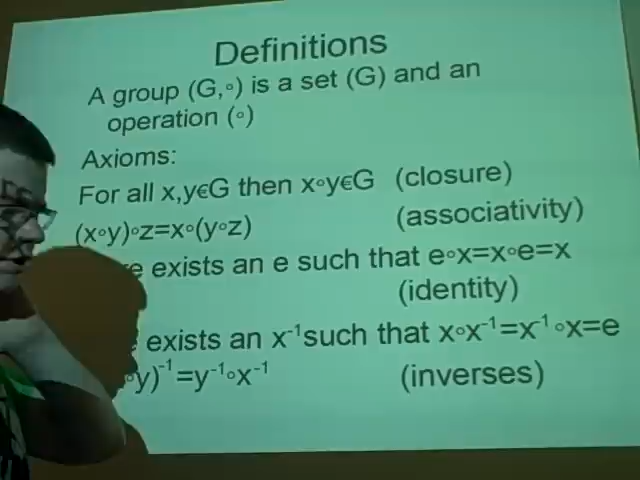 Definitions
A group (G,∘) is a set (G) and an
operation (∘)
Axioms:
For all x,y∈G then x∘y∈G (closure)
(x∘y)∘z=x∘(y∘z) (associativity)
exists an e such that e∘x=x∘e=x
(identity)
exists an x⁻¹such that x∘x⁻¹=x⁻¹∘x=e
y)⁻¹=y⁻¹∘x⁻¹ (inverses)